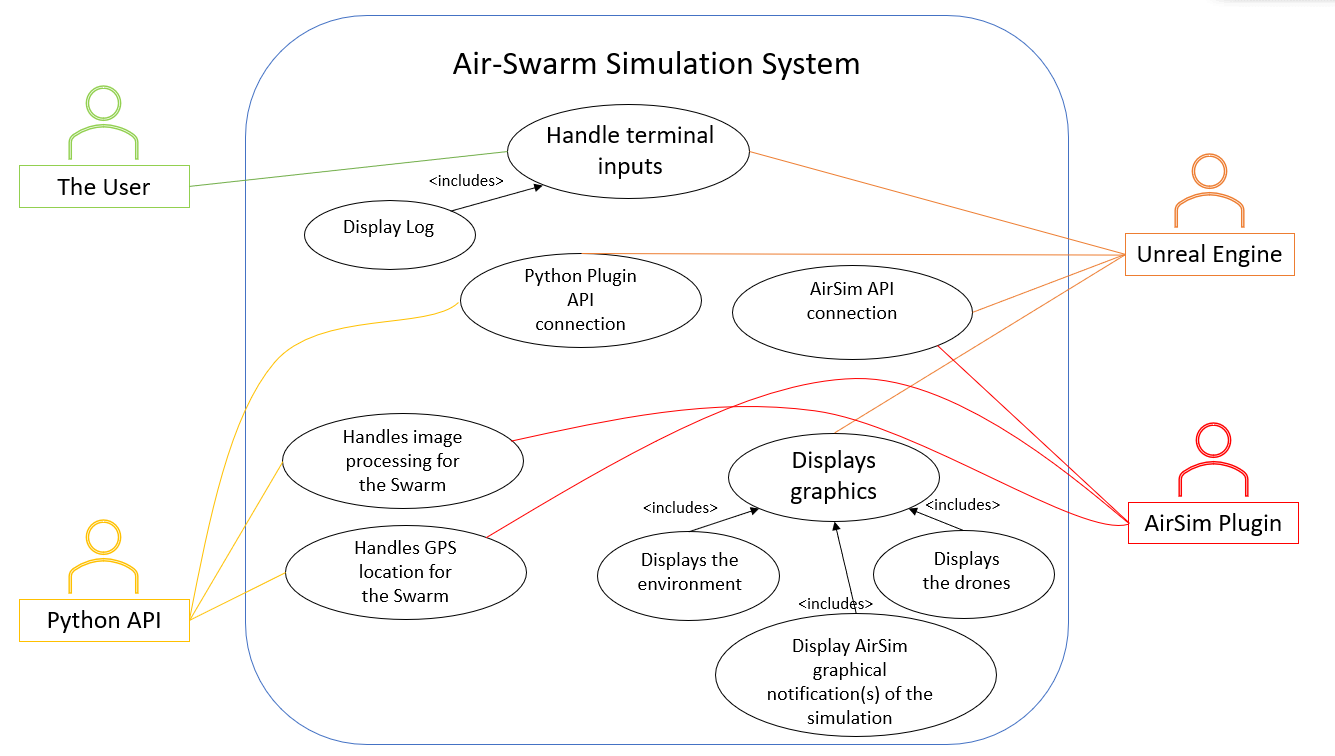 Air-Swarm Simulation System
The User
Handle terminal
inputs
<includes>
Display Log
Unreal Engine
Python Plugin
API
connection
AirSim API
connection
Handles image
processing for
the Swarm
Displays
graphics
<includes>
<includes>
AirSim Plugin
Handles GPS
location for
the Swarm
Displays the
environment
Displays
the drones
<includes>
Python API
Display AirSim
graphical
notification(s) of the
simulation